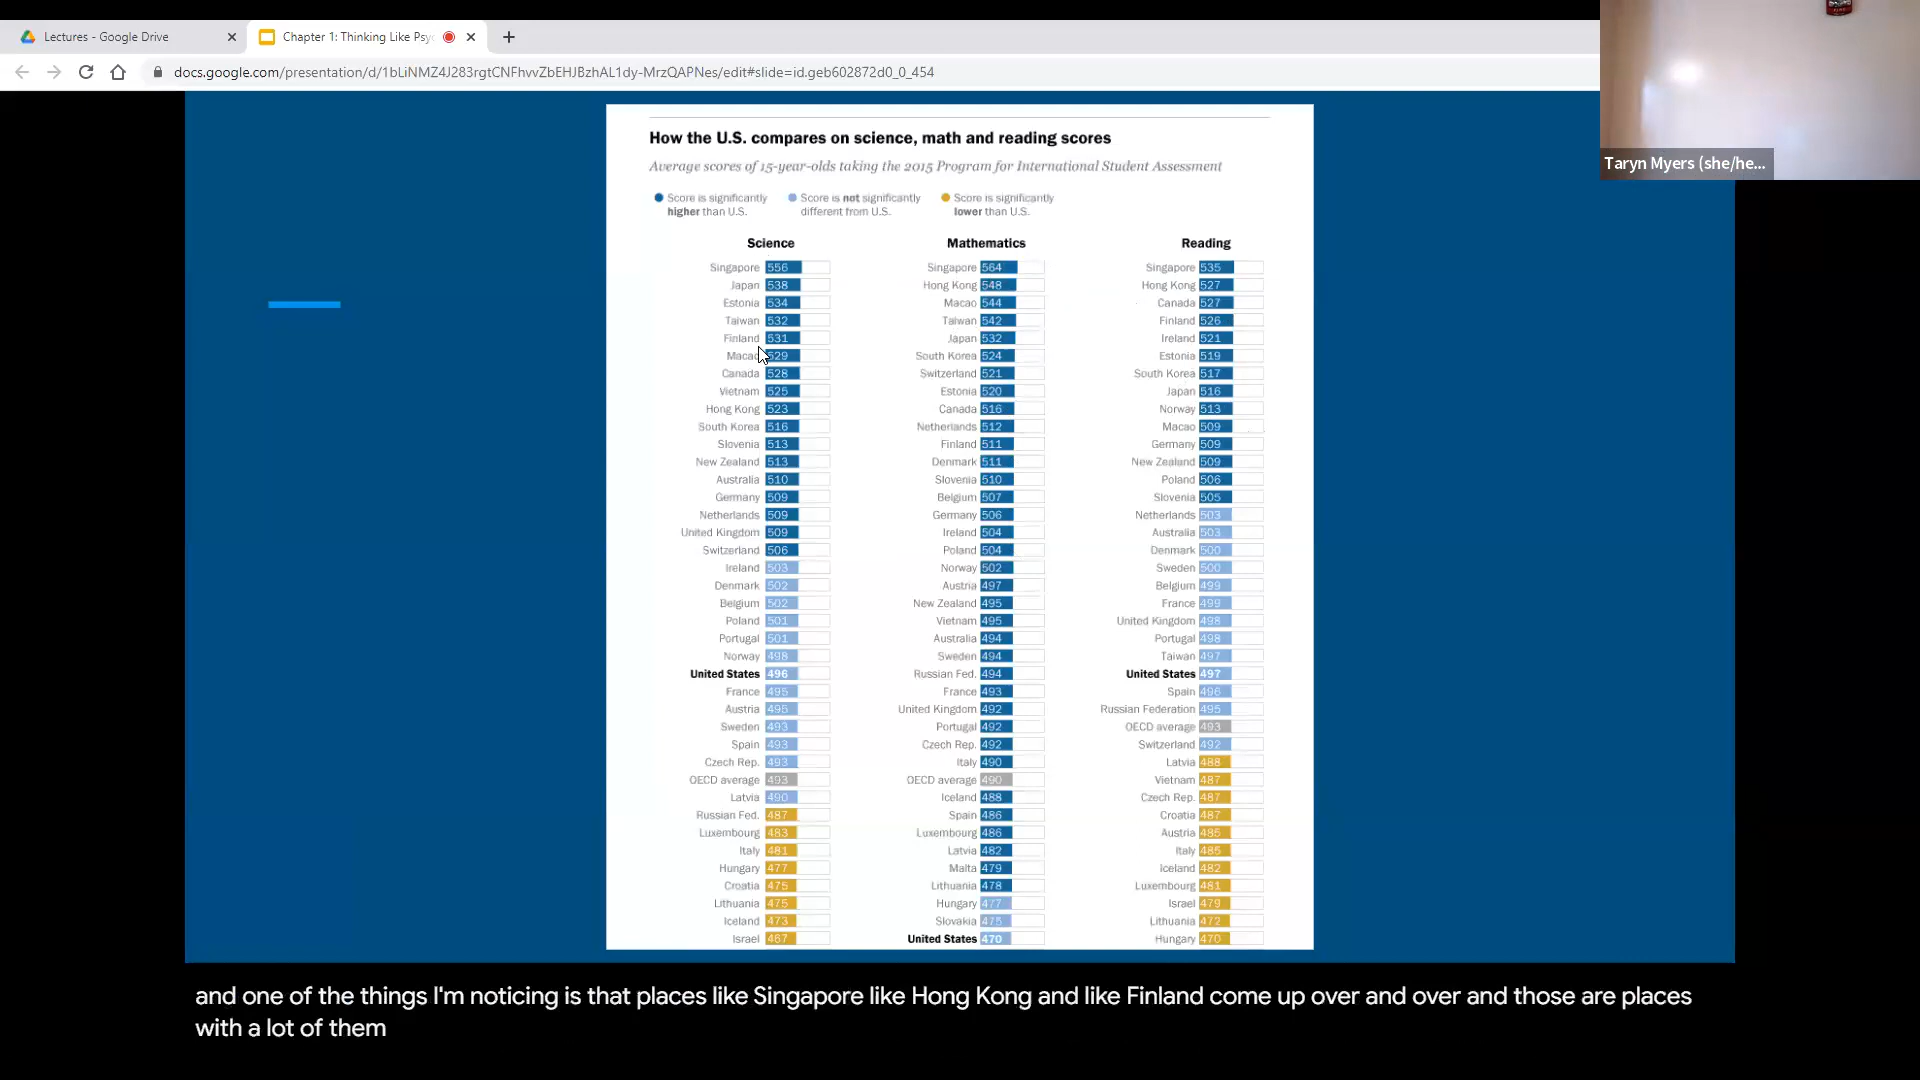 Lectures - Google Drive
Chapter 1: Thinking Like Psy
docs.google.com/presentation/d/1bLiNMZ4J283rgtCNFhvvZbEHJBzhAL1dy-MrzQAPNes/edit#slide=id.geb602872d0_0_454
Taryn Myers (she/he...
How the U.S. compares on science, math and reading scores
Average scores of 15-year-olds taking the 2015 Program for International Student Assessment
Score is significantly higher than U.S.
Score is not significantly different from U.S.
Score is significantly lower than U.S.
Science
Singapore 556
Japan 538
Estonia 534
Taiwan 532
Finland 531
Macao 529
Canada 528
Vietnam 525
Hong Kong 523
South Korea 516
Slovenia 513
New Zealand 513
Australia 510
Germany 509
Netherlands 509
United Kingdom 509
Switzerland 506
Ireland 503
Denmark 502
Belgium 502
Poland 501
Portugal 501
Norway 498
United States 496
France 495
Austria 495
Sweden 493
Spain 493
Czech Rep. 493
OECD average 493
Latvia 490
Russian Fed. 487
Luxembourg 483
Italy 481
Hungary 477
Croatia 475
Lithuania 475
Iceland 473
Israel 467
Mathematics
Singapore 564
Hong Kong 548
Macao 544
Taiwan 542
Japan 532
South Korea 524
Switzerland 521
Estonia 520
Canada 516
Netherlands 512
Finland 511
Denmark 511
Slovenia 510
Belgium 507
Germany 506
Ireland 504
Poland 504
Norway 502
Austria 497
New Zealand 495
Vietnam 495
Australia 494
Sweden 494
Russian Fed. 494
France 493
United Kingdom 492
Portugal 492
Czech Rep. 492
Italy 490
OECD average 490
Iceland 488
Spain 486
Luxembourg 486
Latvia 482
Malta 479
Lithuania 478
Hungary 477
Slovakia 475
United States 470
Reading
Singapore 535
Hong Kong 527
Canada 527
Finland 526
Ireland 521
Estonia 519
South Korea 517
Japan 516
Norway 513
Macao 509
Germany 509
New Zealand 509
Poland 506
Slovenia 505
Netherlands 503
Australia 503
Denmark 500
Sweden 500
Belgium 499
France 499
United Kingdom 498
Portugal 498
Taiwan 497
United States 497
Spain 496
Russian Federation 495
OECD average 493
Switzerland 492
Latvia 488
Vietnam 487
Czech Rep. 487
Croatia 487
Austria 485
Italy 485
Iceland 482
Luxembourg 481
Israel 479
Lithuania 472
Hungary 470
and one of the things I'm noticing is that places like Singapore like Hong Kong and like Finland come up over and over and those are places
with a lot of them